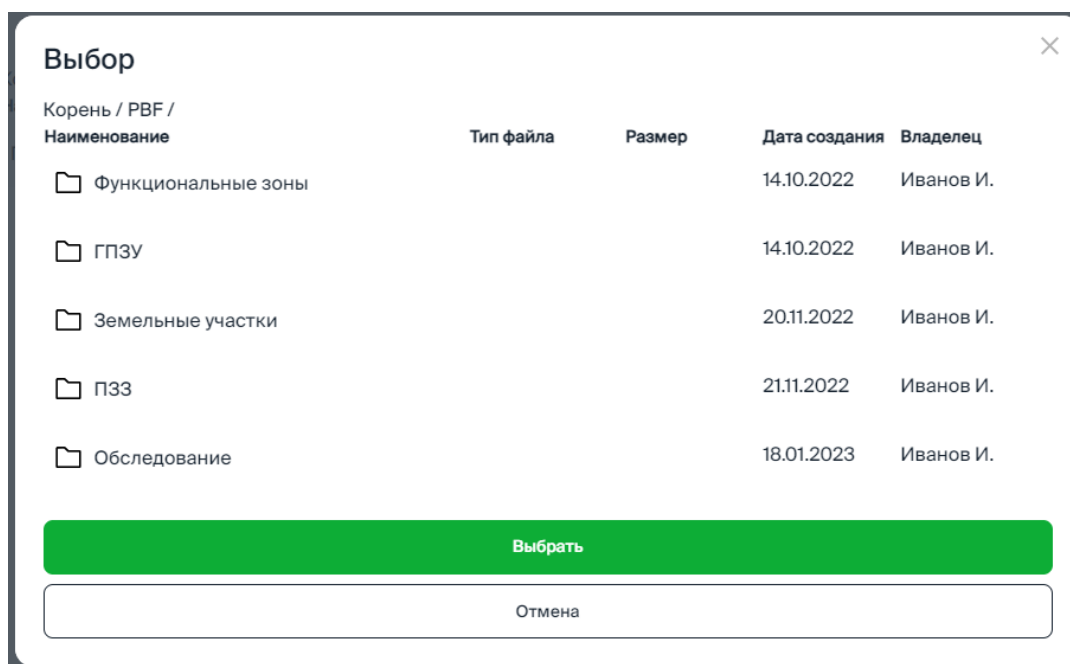 Выбор
Корень / PBF /
Наименование Тип файла Размер Дата создания Владелец
Функциональные зоны 14.10.2022 Иванов И.
ГПЗУ 14.10.2022 Иванов И.
Земельные участки 20.11.2022 Иванов И.
ПЗЗ 21.11.2022 Иванов И.
Обследование 18.01.2023 Иванов И.
Выбрать
Отмена